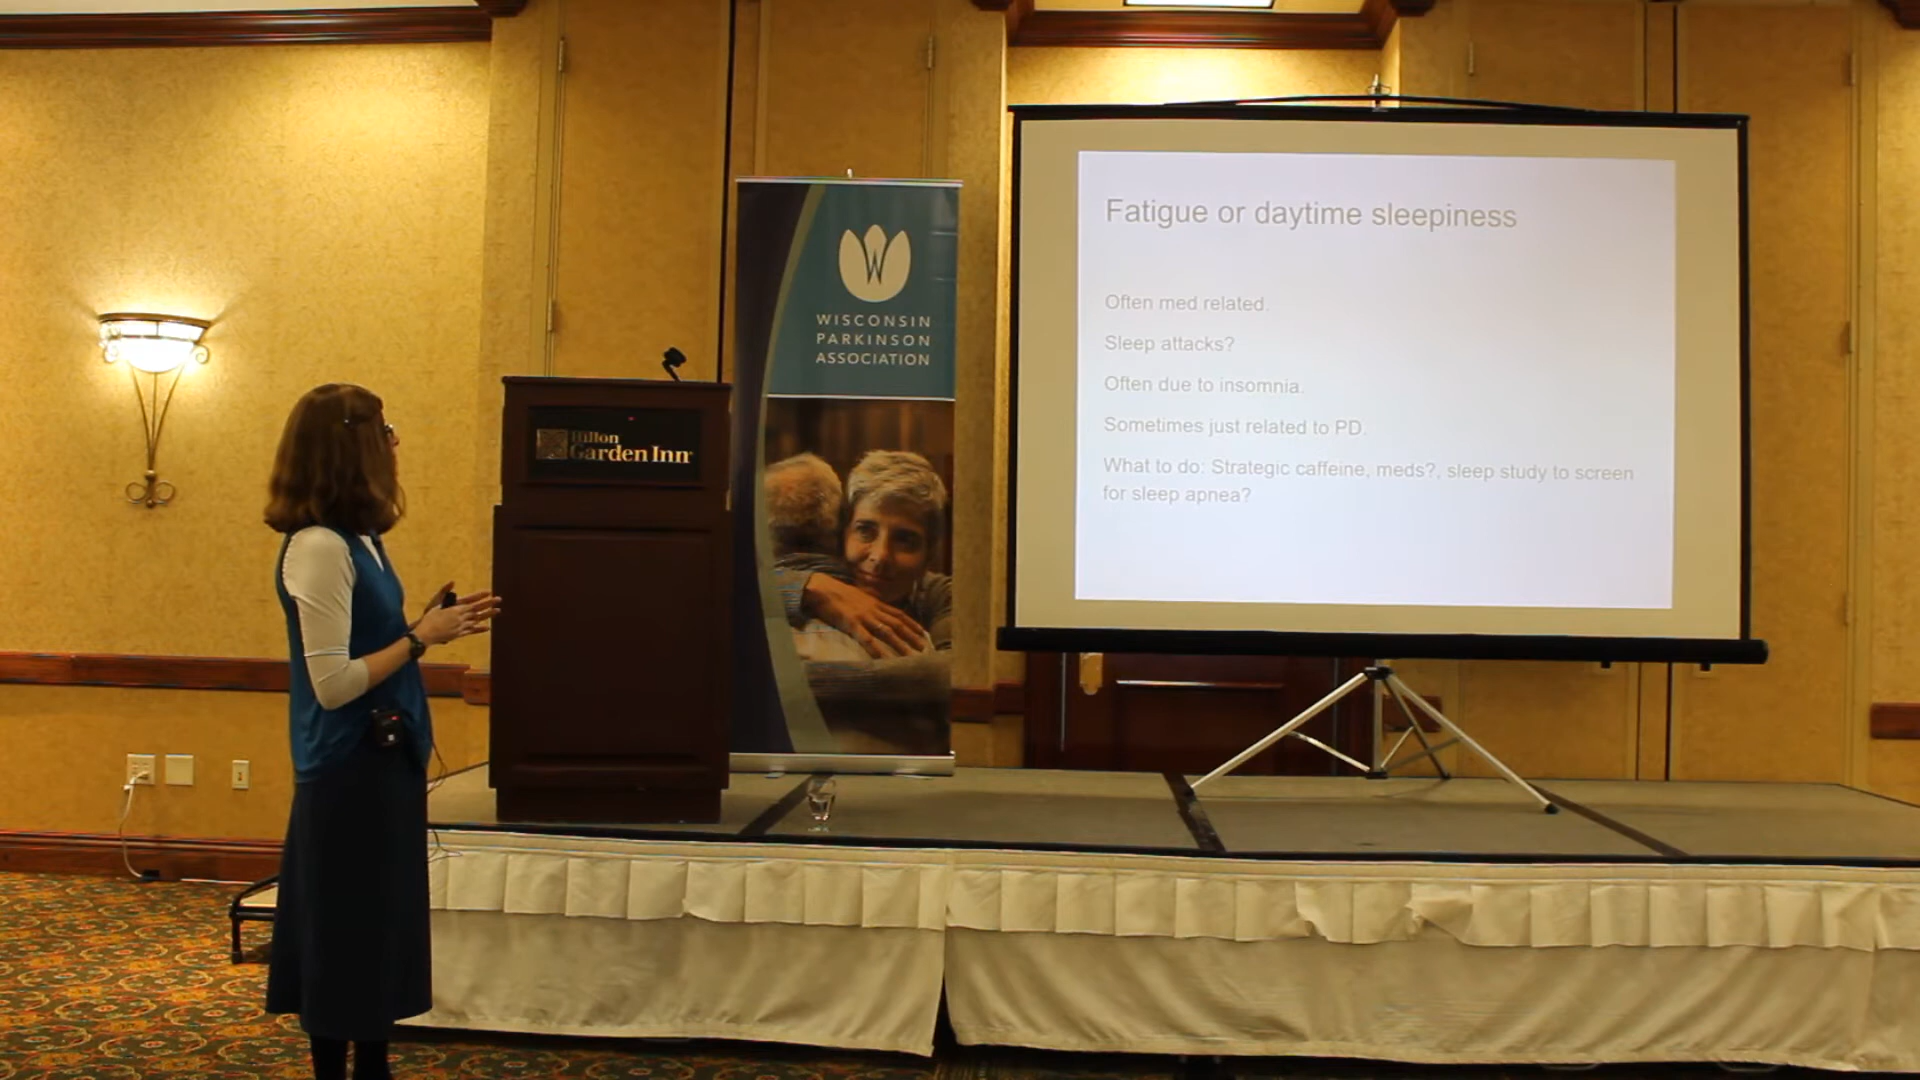 Hilton
Garden Inn
W
WISCONSIN
PARKINSON
ASSOCIATION
Fatigue or daytime sleepiness
Often med related.
Sleep attacks?
Often due to insomnia.
Sometimes just related to PD.
What to do: Strategic caffeine, meds?, sleep study to screen
for sleep apnea?